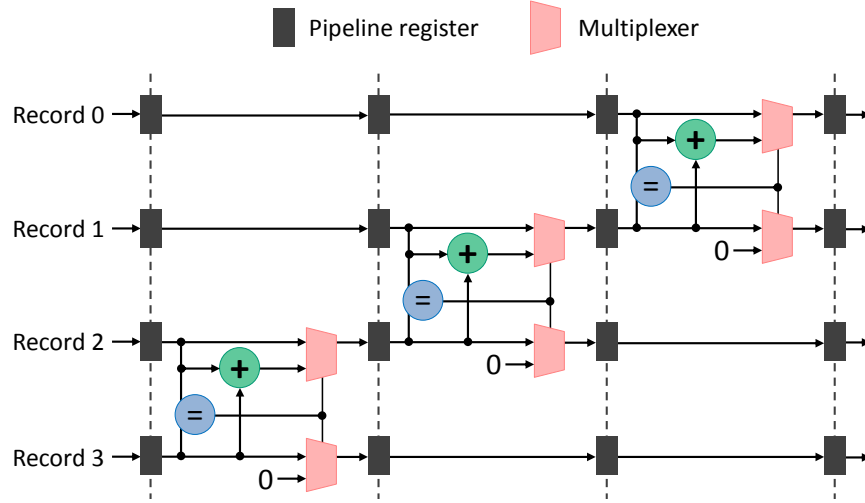 Pipeline register Multiplexer
Record 0
+
=
Record 1
0
+
=
Record 2
0
+
=
Record 3
0